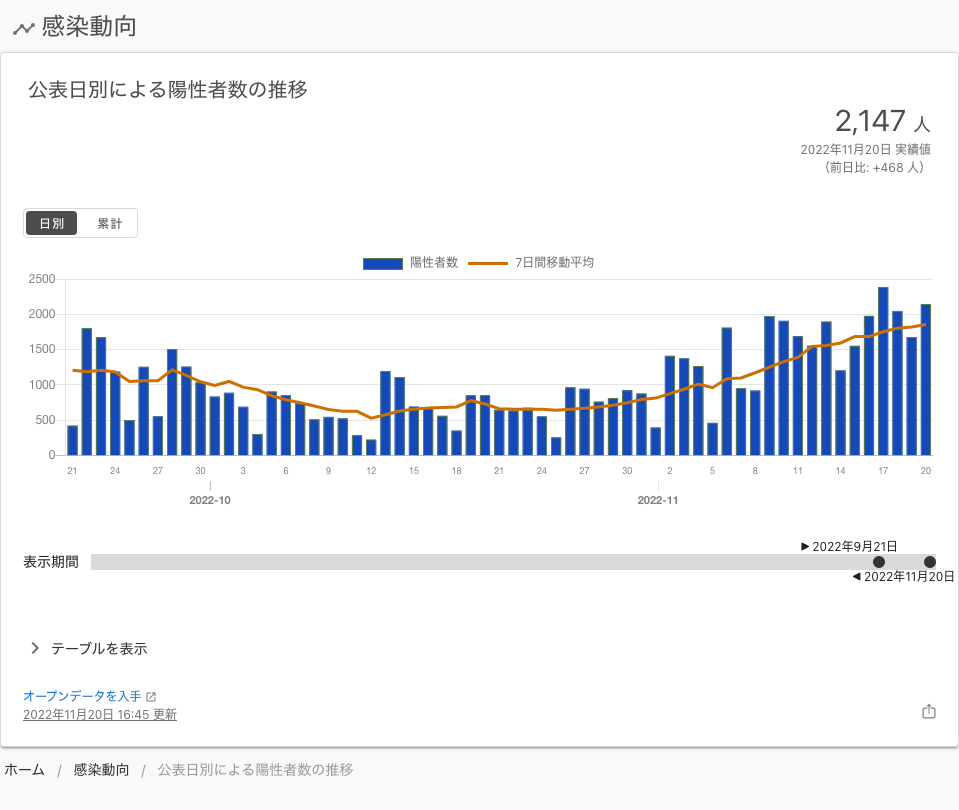 感染動向
公表日別による陽性者数の推移
2,147 人
2022年11月20日 実績値
（前日比: +468 人）
日別 累計
陽性者数 7日間移動平均
2500
2000
1500
1000
500
0
21 24 27 30 3 6 9 12 15 18 21 24 27 30 2 5 8 11 14 17 20
2022-10 2022-11
▶ 2022年9月21日
表示期間
◀ 2022年11月20日
テーブルを表示
オープンデータを入手
2022年11月20日 16:45 更新
ホーム / 感染動向 / 公表日別による陽性者数の推移